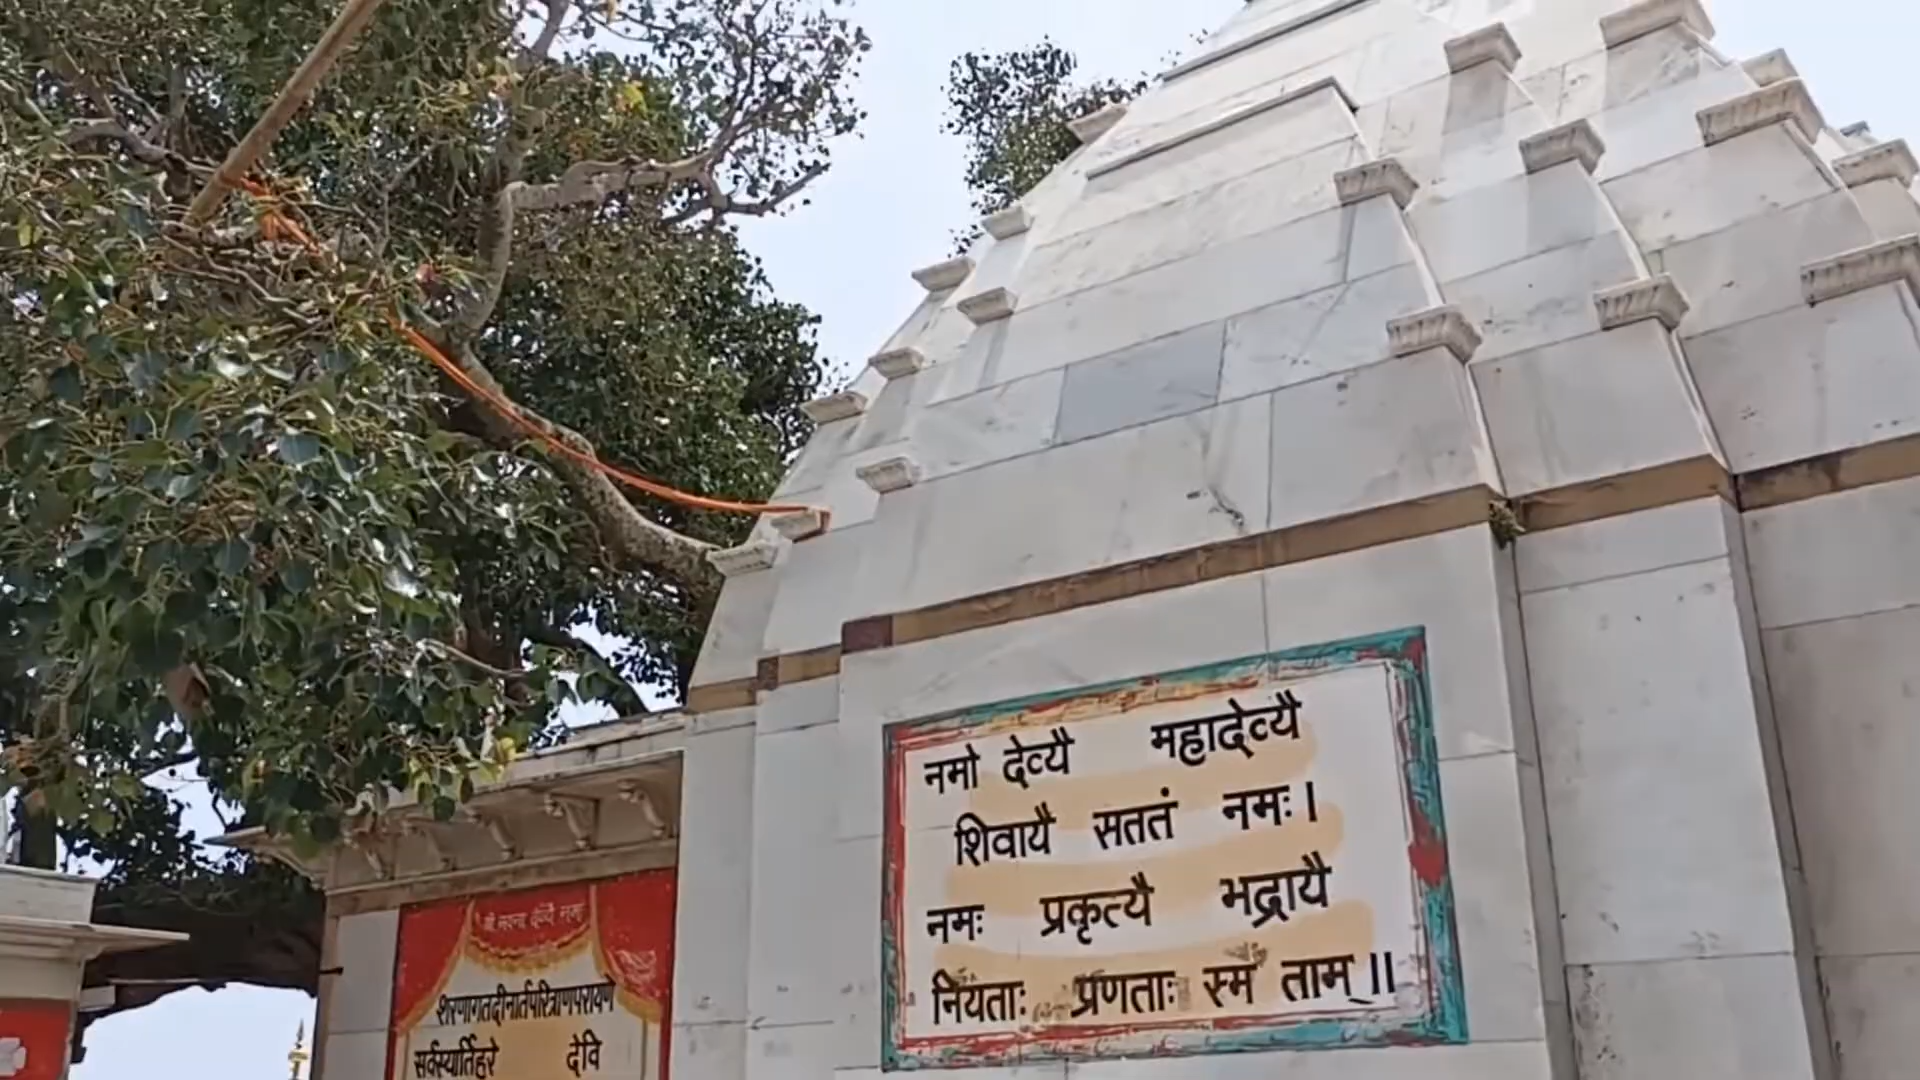 नमो देव्यै महादेव्यै
शिवायै सततं नमः।
नमः प्रकृत्यै भद्रायै
नियताः प्रणताः स्म ताम्॥
शरणागतदीनार्तपरित्राणपरायणे
सर्वस्यार्तिहरे देवि